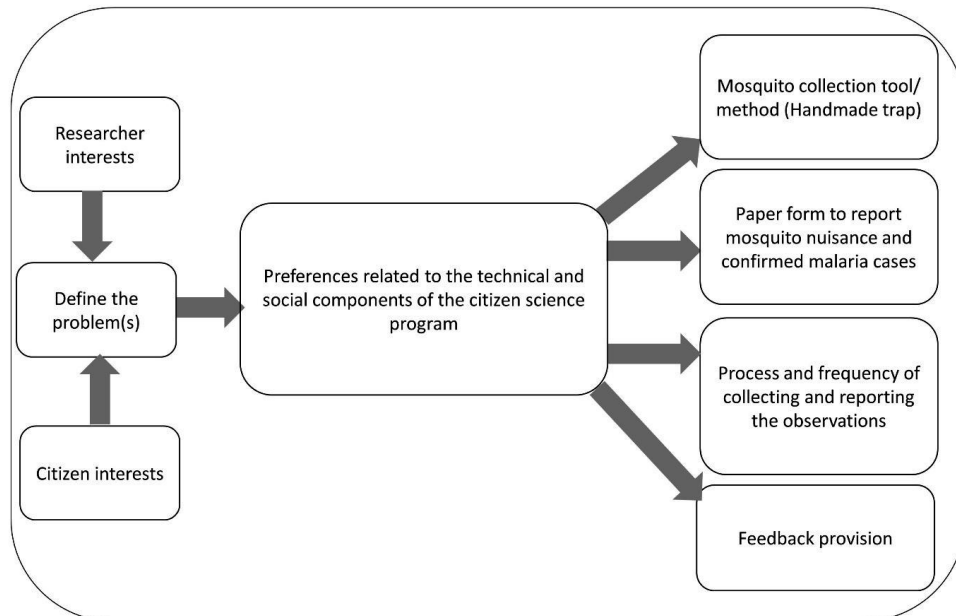 Researcher
interests
Define the
problem(s)
Citizen interests
Preferences related to the technical and
social components of the citizen science
program
Mosquito collection tool/
method (Handmade trap)
Paper form to report
mosquito nuisance and
confirmed malaria cases
Process and frequency of
collecting and reporting
the observations
Feedback provision